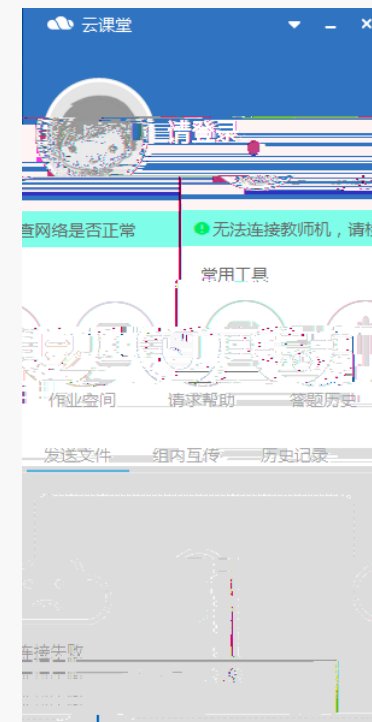 云课堂
请登录
查网络是否正常 无法连接教师机，请检
常用工具
作业空间 请求帮助 答题历史
发送文件 组内互传 历史记录
连接失败